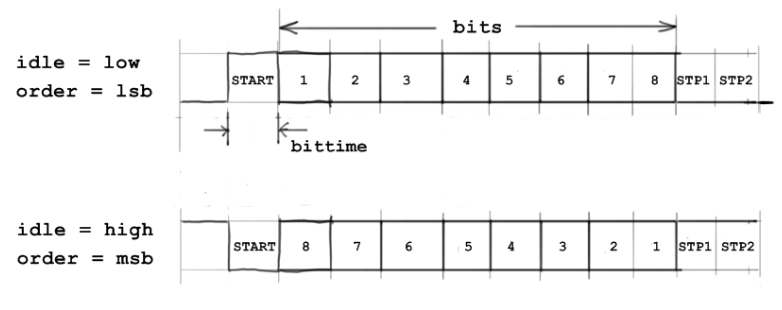 bits
idle = low
order = lsb
START 1 2 3 4 5 6 7 8 STP1 STP2
bittime
idle = high
order = msb
START 8 7 6 5 4 3 2 1 STP1 STP2